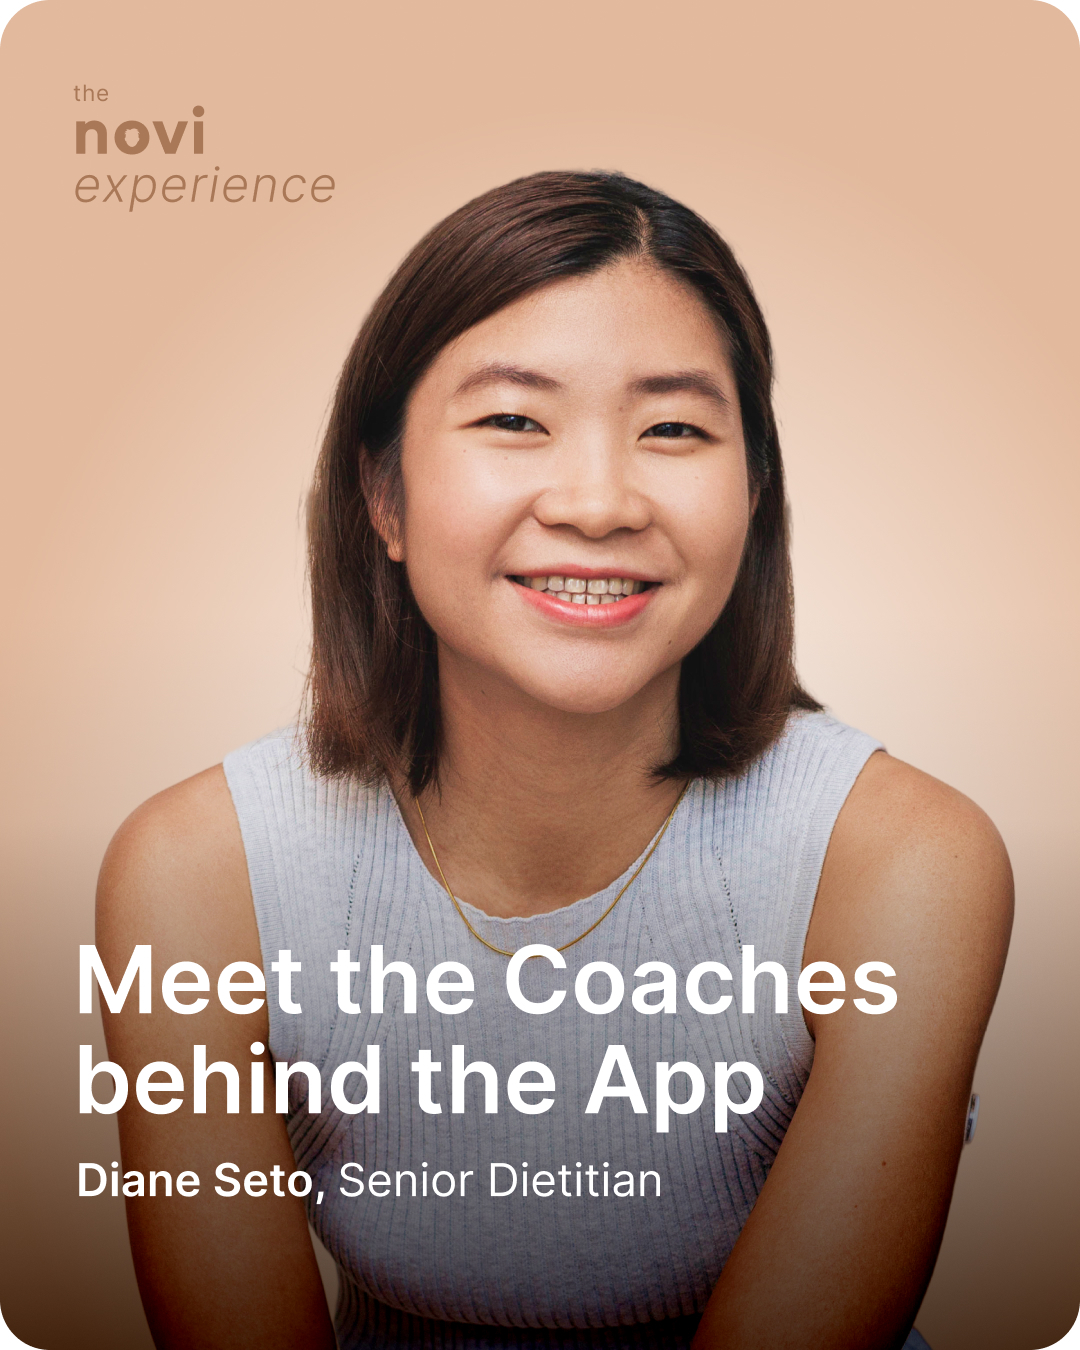 the
novi
experience
Meet the Coaches
behind the App
Diane Seto, Senior Dietitian